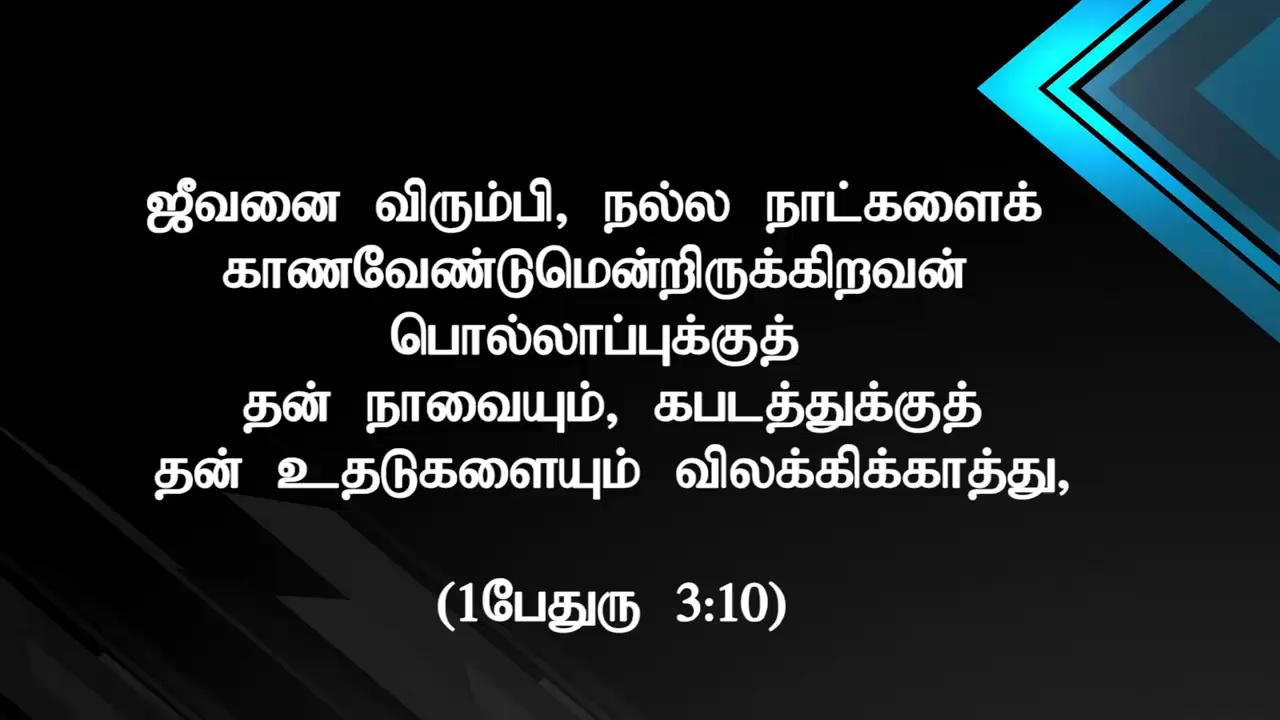 ஜீவனை விரும்பி, நல்ல நாட்களைக்
காணவேண்டுமென்றிருக்கிறவன்
பொல்லாப்புக்குத்
தன் நாவையும், கபடத்துக்குத்
தன் உதடுகளையும் விலக்கிக்காத்து,
(1பேதுரு 3:10)